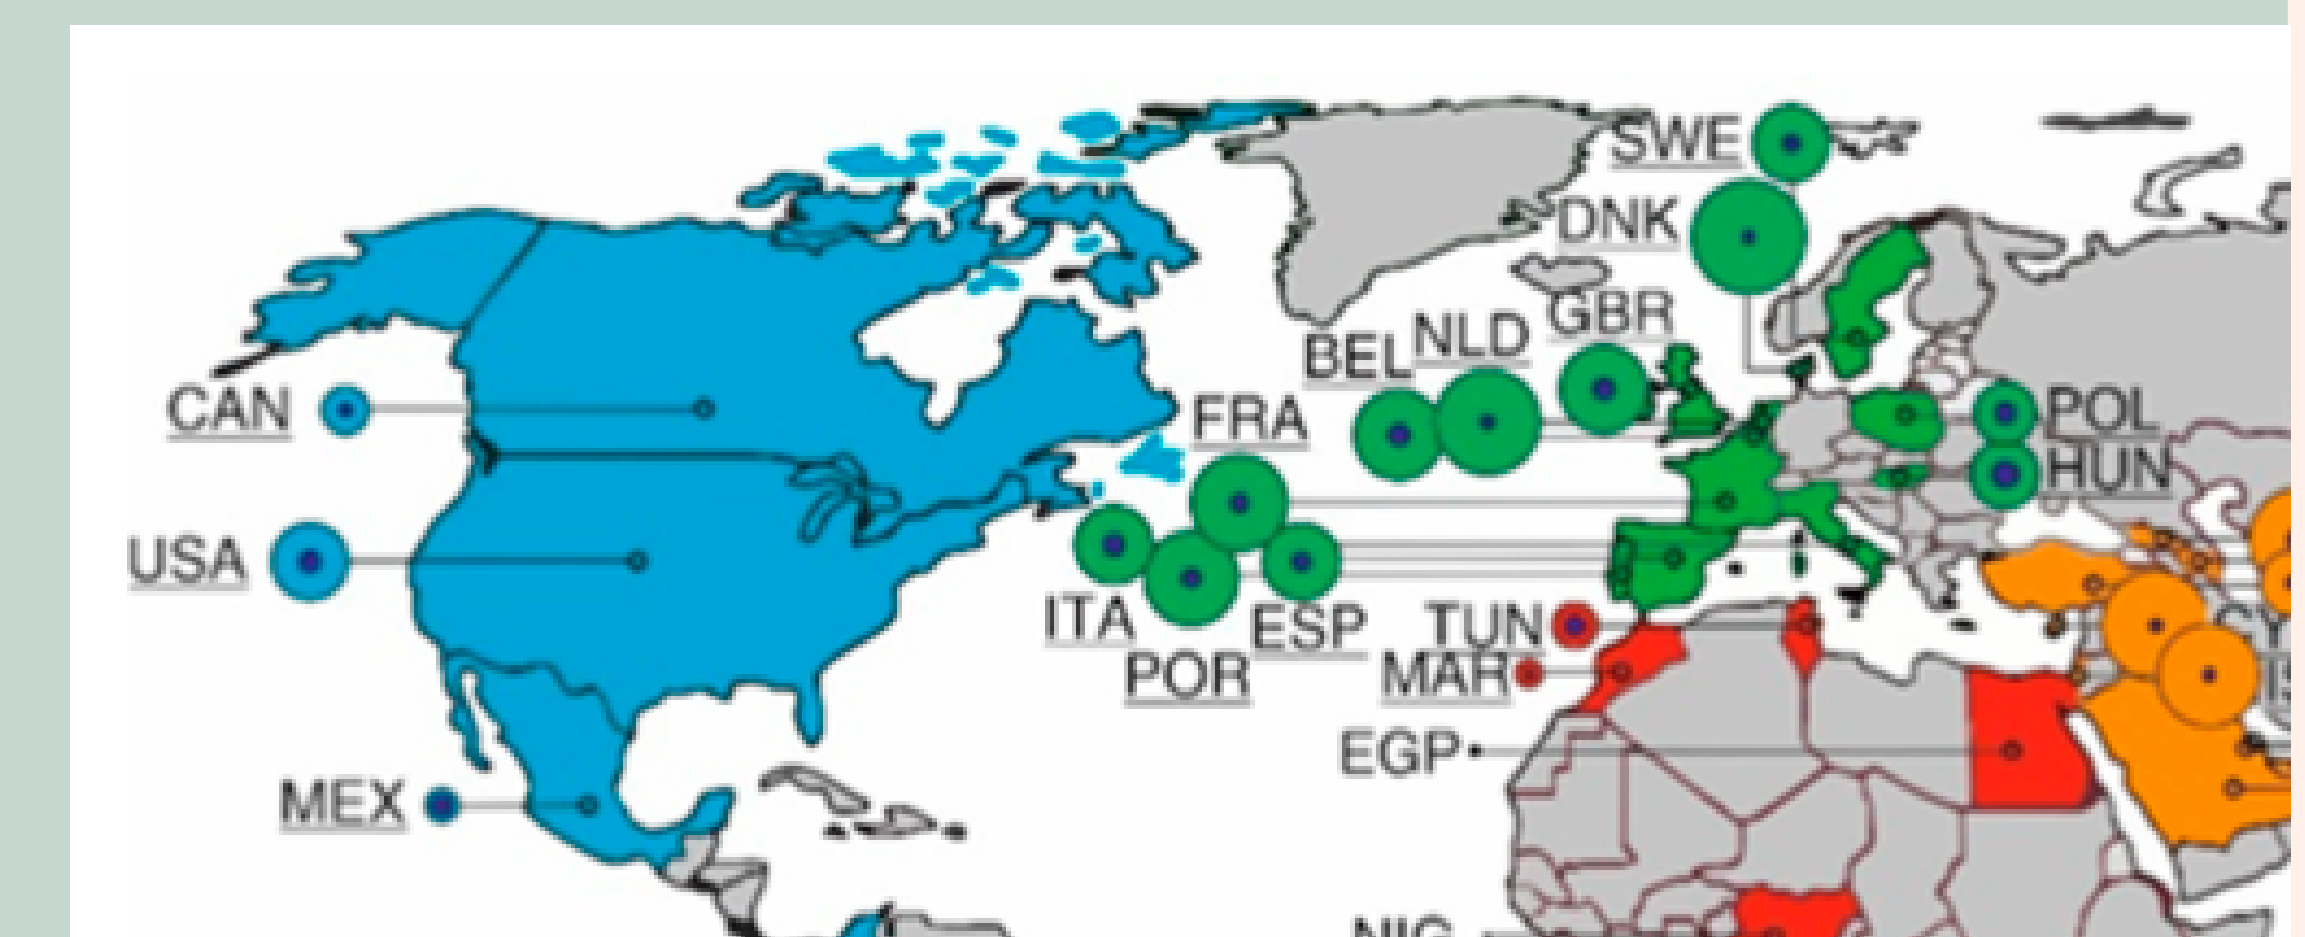 SWE
DNK
GBR
NLD
BEL
CAN
FRA
POL
HUN
USA
ITA
ESP
TUN
POR
MAR
EGP
MEX